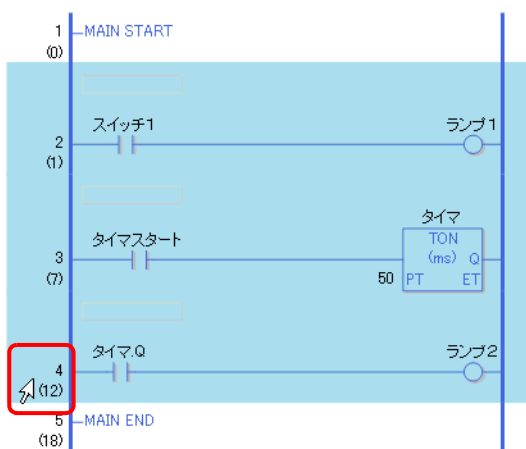 1 MAIN START
(0)
スイッチ1 ランプ1
2
(1)
タイマ
タイマスタート TON
3 (ms) Q
(7) 50 PT ET
タイマ.Q ランプ2
4
(12)
5 MAIN END
(18)